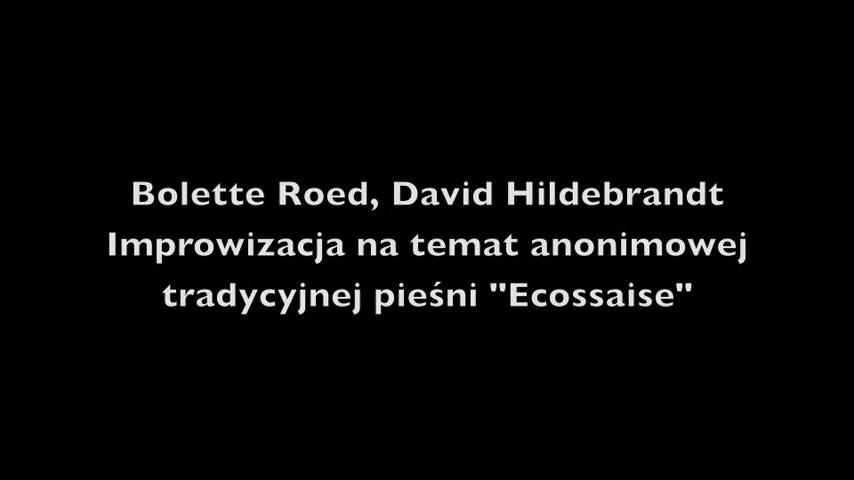 Bolette Roed, David Hildebrandt
Improwizacja na temat anonimowej
tradycyjnej pieśni "Ecossaise"